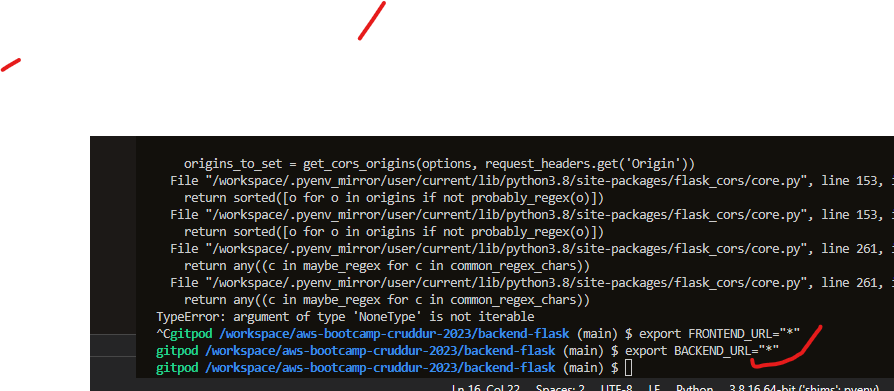 origins_to_set = get_cors_origins(options, request_headers.get('Origin'))
File "/workspace/.pyenv_mirror/user/current/lib/python3.8/site-packages/flask_cors/core.py", line 153, i
return sorted([o for o in origins if not probably_regex(o)])
File "/workspace/.pyenv_mirror/user/current/lib/python3.8/site-packages/flask_cors/core.py", line 153, i
return sorted([o for o in origins if not probably_regex(o)])
File "/workspace/.pyenv_mirror/user/current/lib/python3.8/site-packages/flask_cors/core.py", line 261, i
return any((c in maybe_regex for c in common_regex_chars))
File "/workspace/.pyenv_mirror/user/current/lib/python3.8/site-packages/flask_cors/core.py", line 261, i
return any((c in maybe_regex for c in common_regex_chars))
TypeError: argument of type 'NoneType' is not iterable
^Cgitpod /workspace/aws-bootcamp-cruddur-2023/backend-flask (main) $ export FRONTEND_URL="*"
gitpod /workspace/aws-bootcamp-cruddur-2023/backend-flask (main) $ export BACKEND_URL="*"
gitpod /workspace/aws-bootcamp-cruddur-2023/backend-flask (main) $
Ln 16, Col 22 Spaces: 2 UTF-8 LF Python 3.8.16 64-bit ('shims': pyenv)